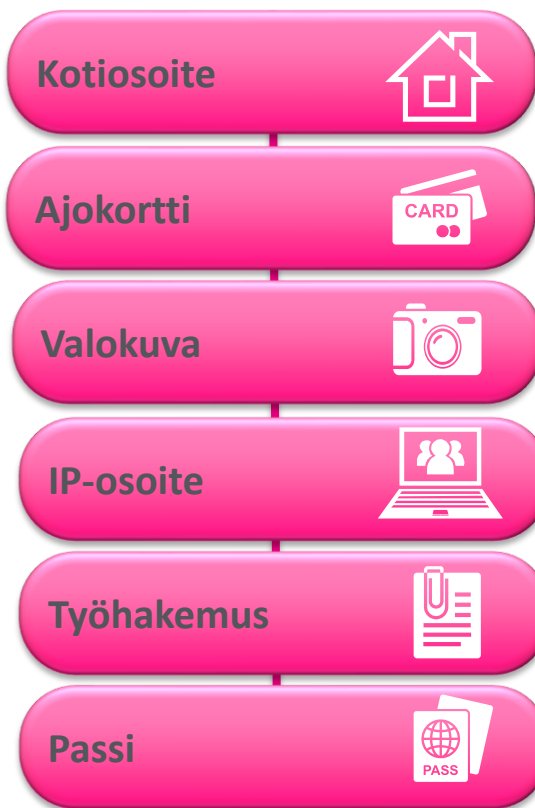 Kotiosoite
Ajokortti
CARD
Valokuva
IP-osoite
Työhakemus
Passi
PASS